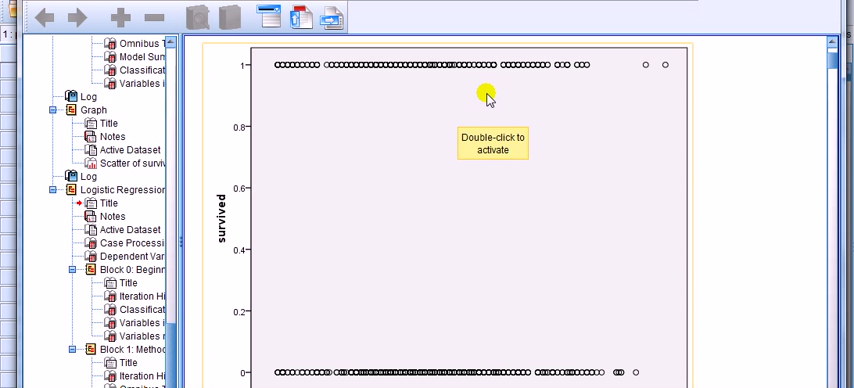 1 :
Omnibus T
Model Sum
Classificat
Variables i
Log
Graph
Title
Notes
Active Dataset
Scatter of surviv
Log
Logistic Regression
Title
Notes
Active Dataset
Case Processi
Dependent Var
Block 0: Beginn
Title
Iteration Hi
Classificat
Variables i
Variables n
Block 1: Method
Title
Iteration Hi
1
0.8
0.6
0.4
0.2
0
survived
Double-click to
activate